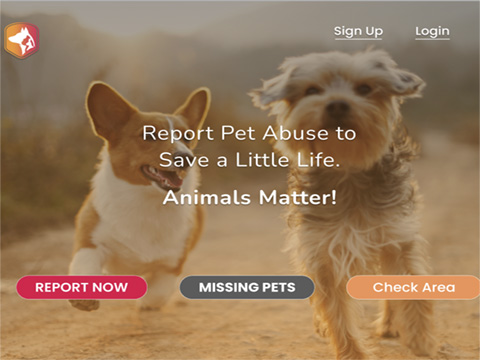 Sign Up Login
Report Pet Abuse to
Save a Little Life.
Animals Matter!
REPORT NOW MISSING PETS Check Area